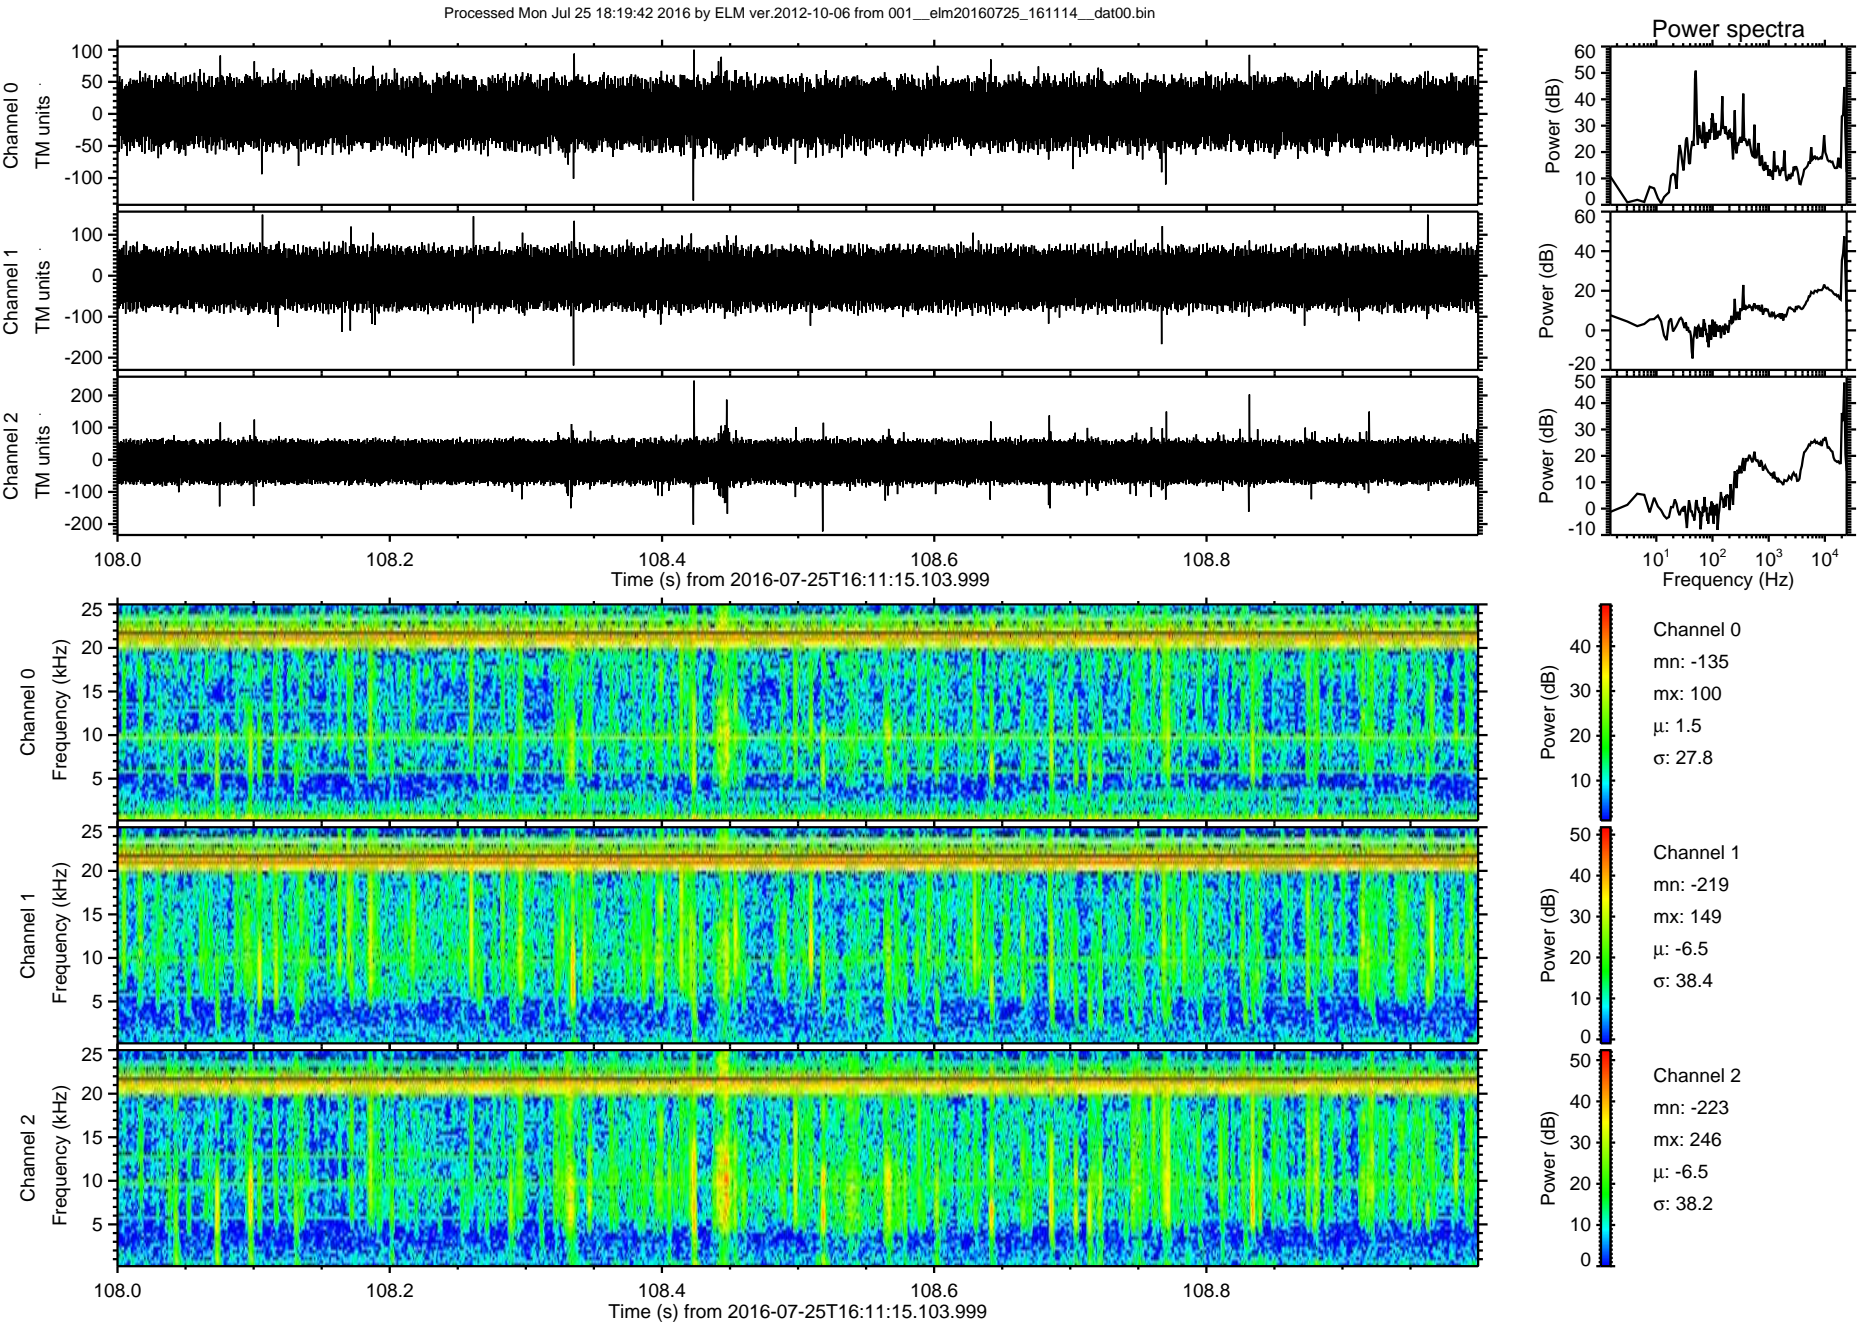 Processed Mon Jul 25 18:19:42 2016 by ELM ver.2012-10-06 from 001__elm20160725_161114__dat00.bin
Power spectra
Channel 0
TM units
100
50
0
-50
-100
Power (dB)
60
50
40
30
20
10
0
Channel 1
TM units
100
0
-100
-200
Power (dB)
60
40
20
0
-20
Channel 2
TM units
200
100
0
-100
-200
Power (dB)
50
40
30
20
10
0
-10
108.0 108.2 108.4 108.6 108.8
Time (s) from 2016-07-25T16:11:15.103.999
10¹ 10² 10³ 10⁴
Frequency (Hz)
Channel 0
Frequency (kHz)
25
20
15
10
5
Power (dB)
40
30
20
10
Channel 0
mn: -135
mx: 100
µ: 1.5
σ: 27.8
Channel 1
Frequency (kHz)
25
20
15
10
5
Power (dB)
50
40
30
20
10
0
Channel 1
mn: -219
mx: 149
µ: -6.5
σ: 38.4
Channel 2
Frequency (kHz)
25
20
15
10
5
Power (dB)
50
40
30
20
10
0
Channel 2
mn: -223
mx: 246
µ: -6.5
σ: 38.2
108.0 108.2 108.4 108.6 108.8
Time (s) from 2016-07-25T16:11:15.103.999